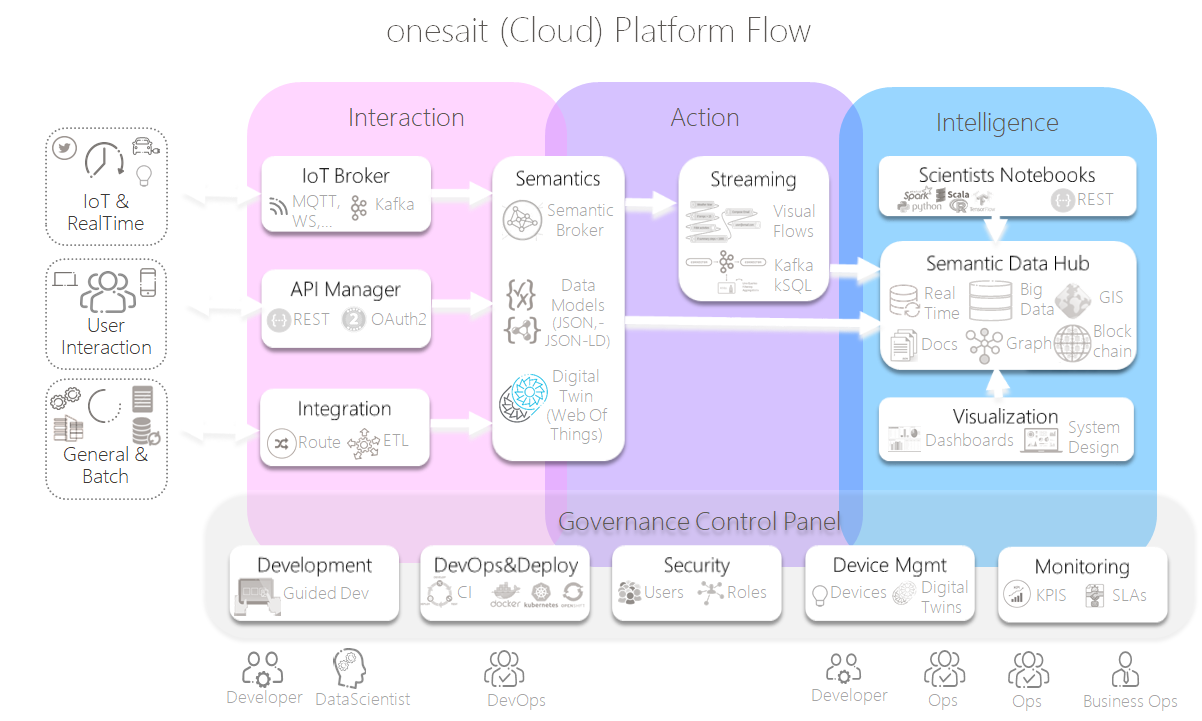 onesait (Cloud) Platform Flow
Interaction
Action
Intelligence
IoT &
RealTime
User
Interaction
General &
Batch
IoT Broker
MQTT,
WS,...
Kafka
API Manager
REST
OAuth2
Integration
Route
ETL
Semantics
Semantic
Broker
Data
Models
(JSON,-
JSON-LD)
Digital
Twin
(Web Of
Things)
Streaming
Visual
Flows
Kafka
kSQL
Scientists Notebooks
Spark
Scala
python
R
TensorFlow
REST
Semantic Data Hub
Real
Time
Big
Data
GIS
Docs
Graph
Block
chain
Visualization
Dashboards
System
Design
Governance Control Panel
Development
Guided Dev
DevOps&Deploy
CI
docker
kubernetes
Security
Users
Roles
Device Mgmt
Devices
Digital
Twins
Monitoring
KPIS
SLAs
Developer
DataScientist
DevOps
Developer
Ops
Ops
Business Ops